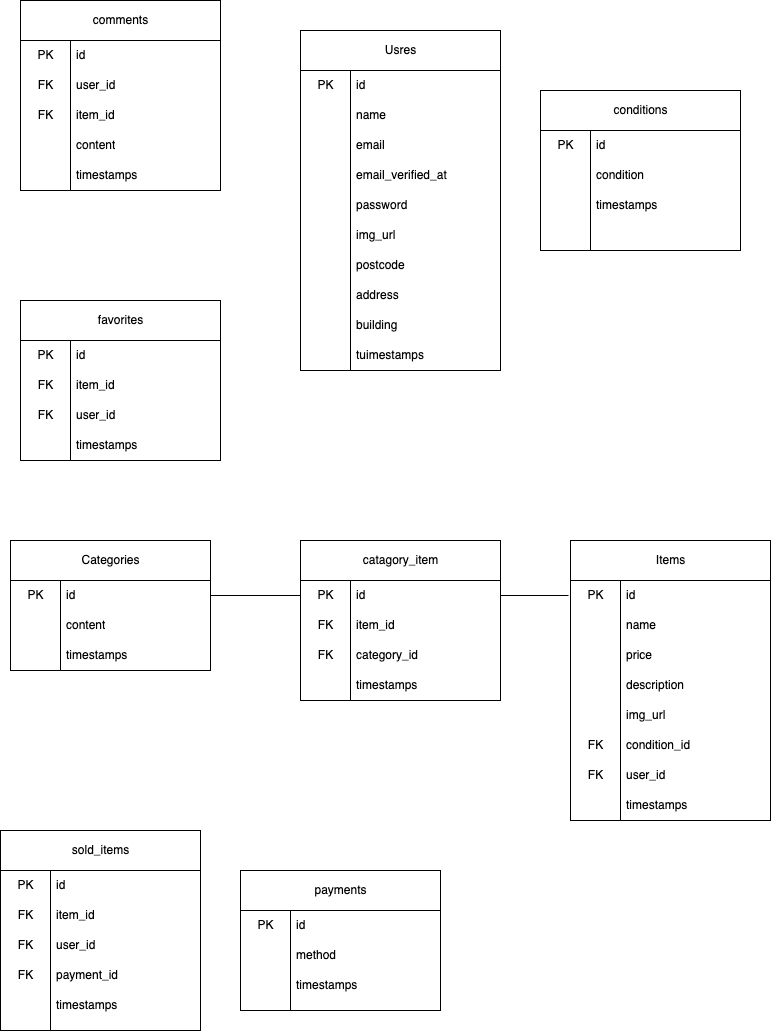 comments
PK id
FK user_id
FK item_id
content
timestamps
Usres
PK id
name
email
email_verified_at
password
img_url
postcode
address
building
tuimestamps
conditions
PK id
condition
timestamps
favorites
PK id
FK item_id
FK user_id
timestamps
Categories
PK id
content
timestamps
catagory_item
PK id
FK item_id
FK category_id
timestamps
Items
PK id
name
price
description
img_url
FK condition_id
FK user_id
timestamps
sold_items
PK id
FK item_id
FK user_id
FK payment_id
timestamps
payments
PK id
method
timestamps